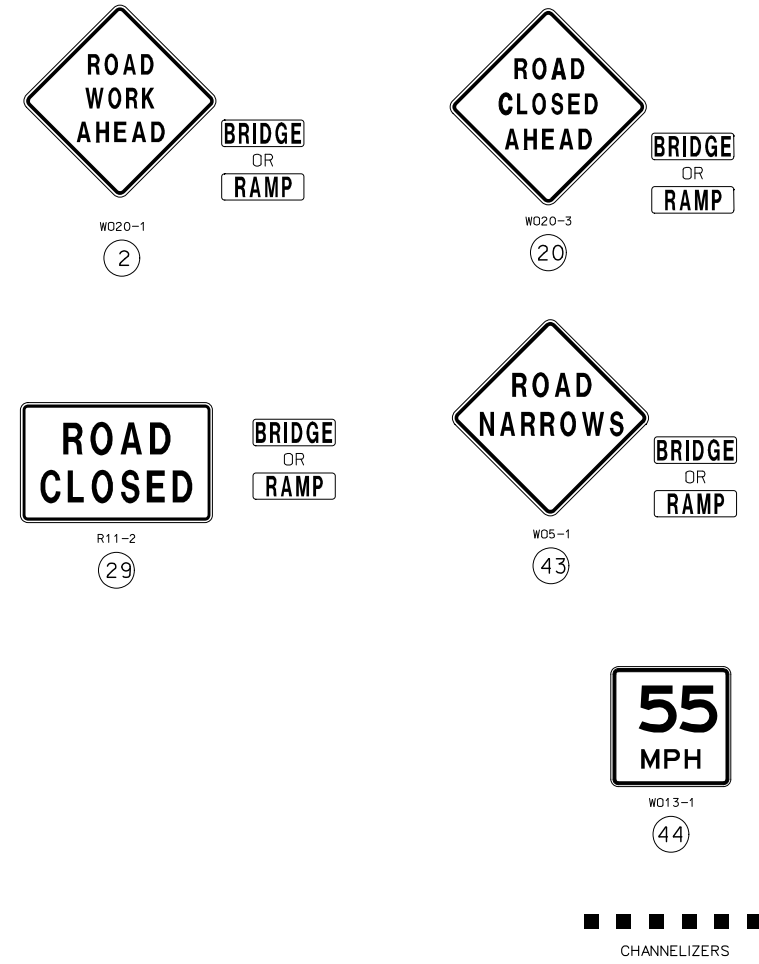 ROAD
WORK
AHEAD
BRIDGE
OR
RAMP
WO20-1
2
ROAD
CLOSED
AHEAD
BRIDGE
OR
RAMP
WO20-3
20
ROAD
CLOSED
BRIDGE
OR
RAMP
R11-2
29
ROAD
NARROWS
BRIDGE
OR
RAMP
WO5-1
43
55
MPH
WO13-1
44
CHANNELIZERS